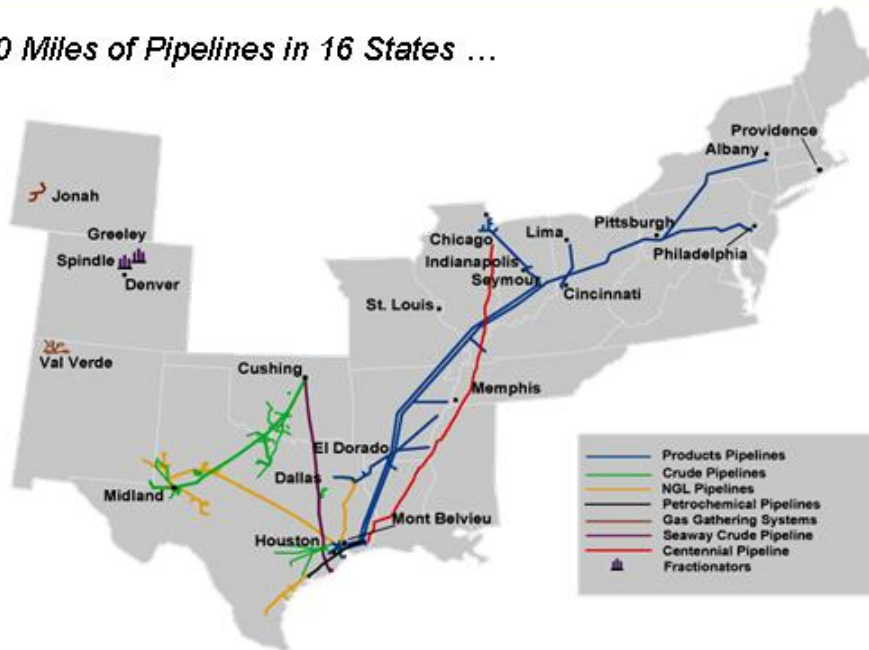 0 Miles of Pipelines in 16 States ...
Providence
Albany
Jonah
Pittsburgh
Greeley
Chicago
Lima
Philadelphia
Spindle
Indianapolis
Denver
Seymour
Cincinnati
St. Louis
Val Verde
Cushing
Memphis
El Dorado
Dallas
Midland
Mont Belvieu
Houston
Products Pipelines
Crude Pipelines
NGL Pipelines
Petrochemical Pipelines
Gas Gathering Systems
Seaway Crude Pipeline
Centennial Pipeline
Fractionators